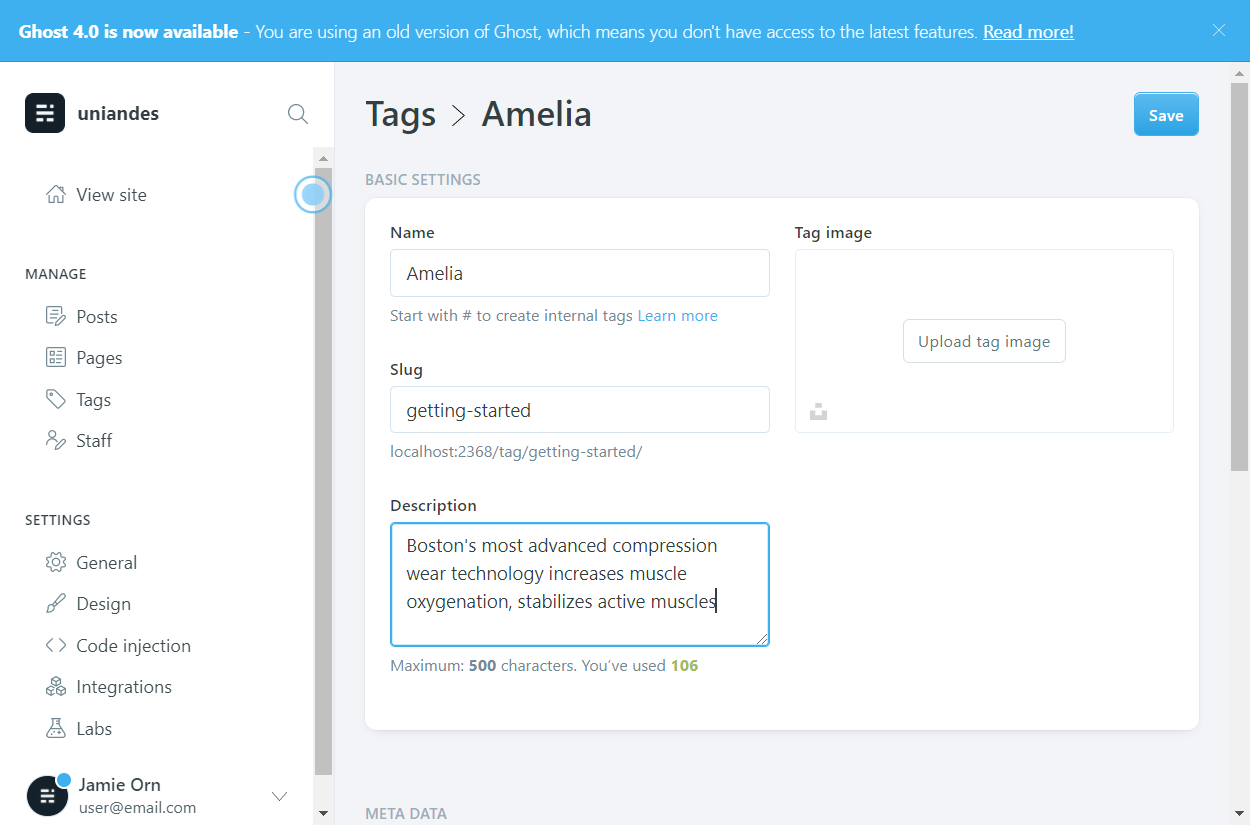 Ghost 4.0 is now available - You are using an old version of Ghost, which means you don't have access to the latest features. Read more!
uniandes
View site
MANAGE
Posts
Pages
Tags
Staff
SETTINGS
General
Design
Code injection
Integrations
Labs
Jamie Orn
user@email.com
Tags > Amelia
Save
BASIC SETTINGS
Name
Amelia
Start with # to create internal tags Learn more
Slug
getting-started
localhost:2368/tag/getting-started/
Description
Boston's most advanced compression
wear technology increases muscle
oxygenation, stabilizes active muscles
Maximum: 500 characters. You’ve used 106
Tag image
Upload tag image
META DATA